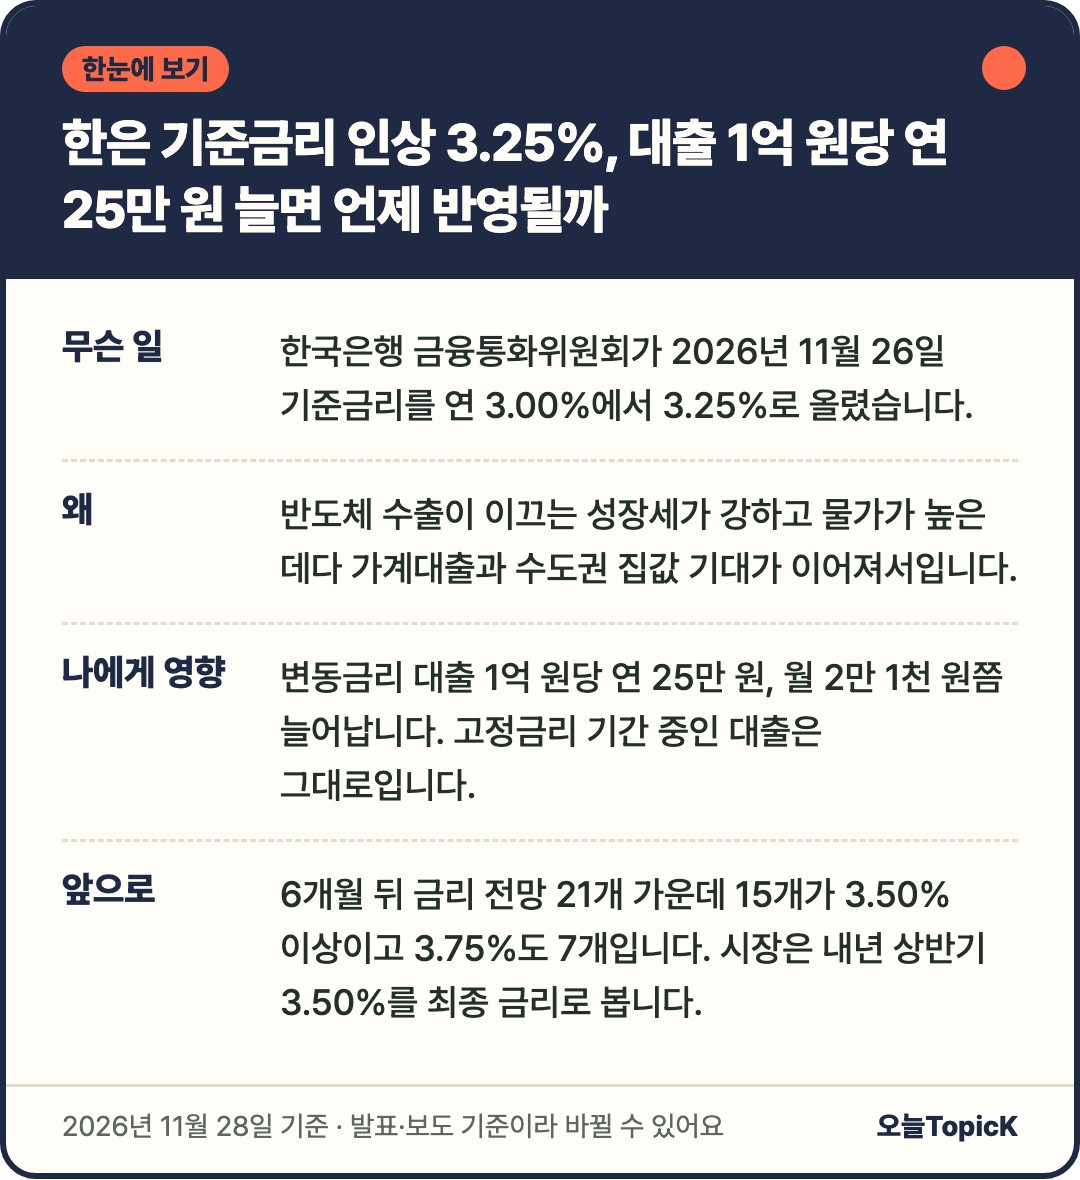 한눈에 보기
한은 기준금리 인상 3.25%, 대출 1억 원당 연
25만 원 늘면 언제 반영될까
무슨 일
한국은행 금융통화위원회가 2026년 11월 26일
기준금리를 연 3.00%에서 3.25%로 올렸습니다.
왜
반도체 수출이 이끄는 성장세가 강하고 물가가 높은
데다 가계대출과 수도권 집값 기대가 이어져서입니다.
나에게 영향
변동금리 대출 1억 원당 연 25만 원, 월 2만 1천 원쯤
늘어납니다. 고정금리 기간 중인 대출은
그대로입니다.
앞으로
6개월 뒤 금리 전망 21개 가운데 15개가 3.50%
이상이고 3.75%도 7개입니다. 시장은 내년 상반기
3.50%를 최종 금리로 봅니다.
2026년 11월 28일 기준 · 발표·보도 기준이라 바뀔 수 있어요
오늘TopicK